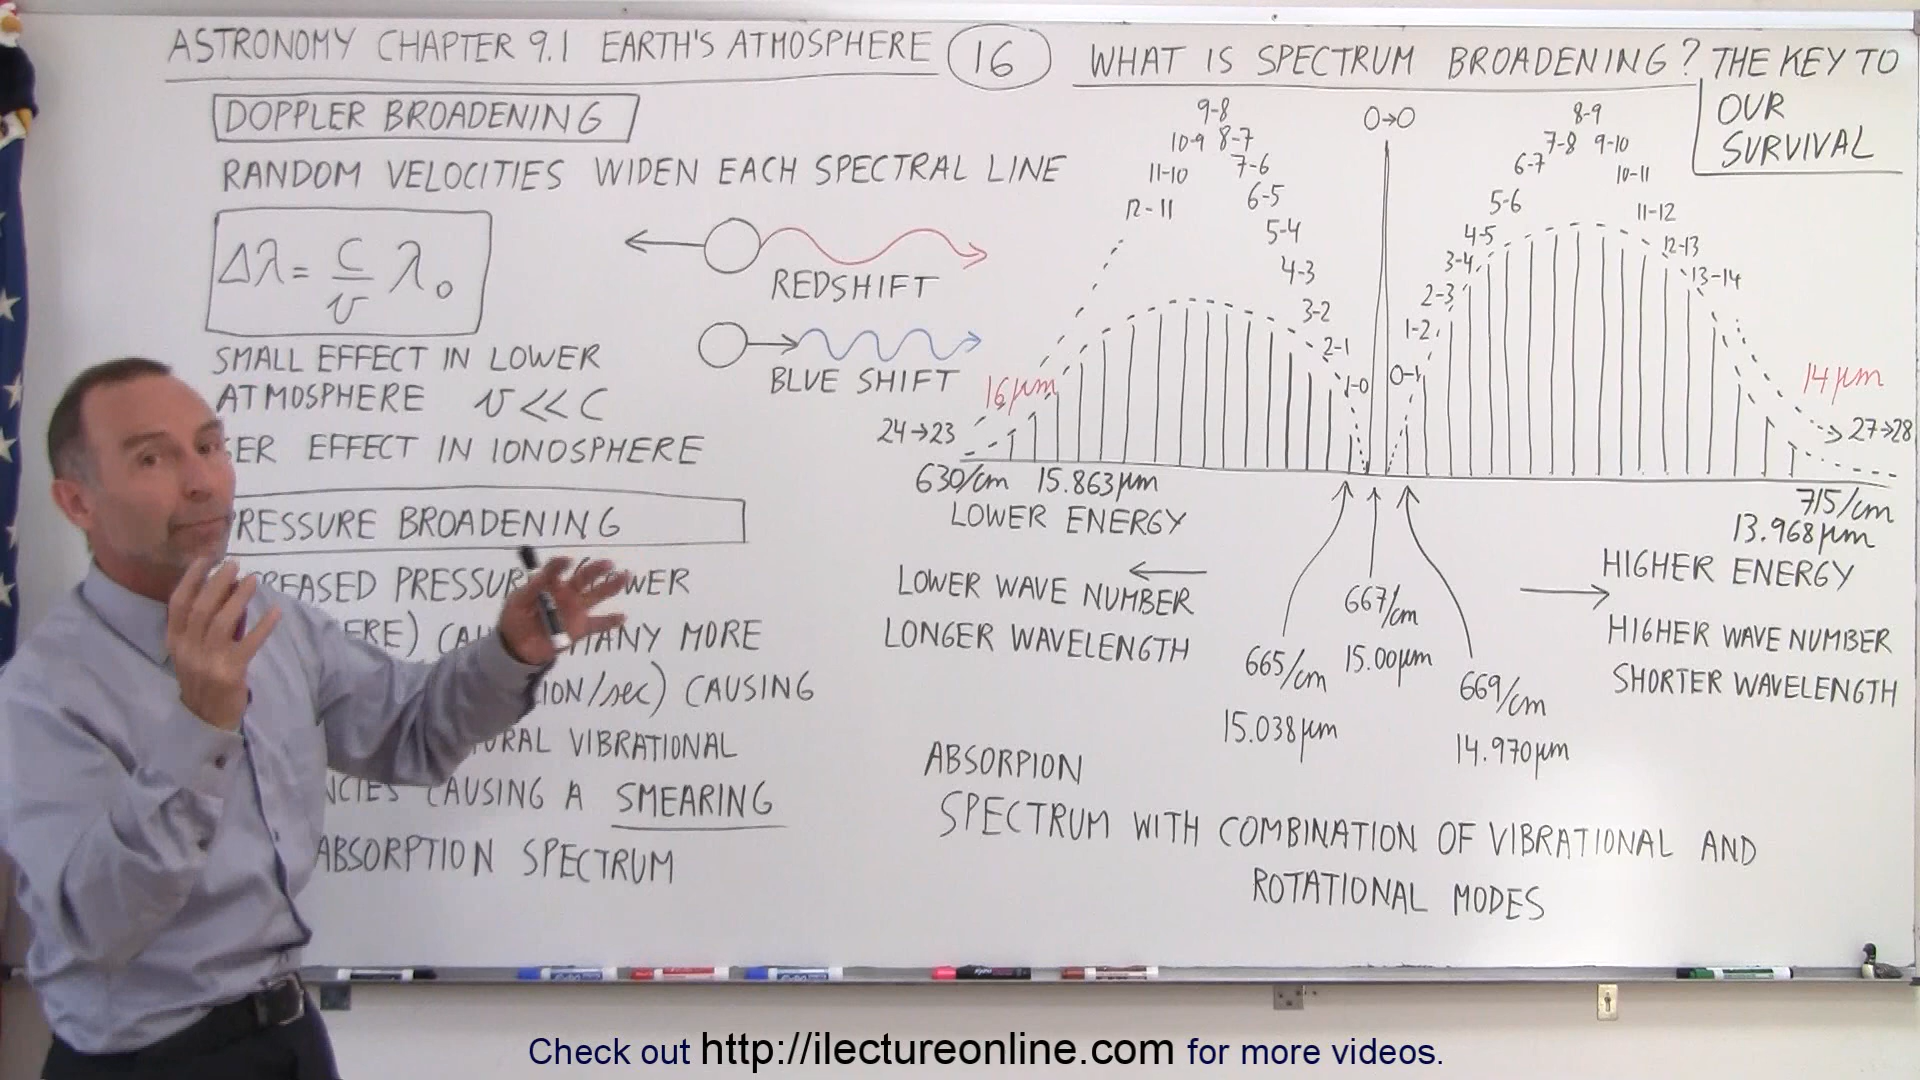 ASTRONOMY CHAPTER 9.1 EARTH'S ATMOSPHERE 16 WHAT IS SPECTRUM BROADENING? THE KEY TO
OUR
SURVIVAL
DOPPLER BROADENING
RANDOM VELOCITIES WIDEN EACH SPECTRAL LINE
Δλ = c/v λ₀
REDSHIFT
BLUE SHIFT
SMALL EFFECT IN LOWER
ATMOSPHERE v << c
EFFECT IN IONOSPHERE
PRESSURE BROADENING
PRESSURE
MANY MORE
/sec) CAUSING
VIBRATIONAL
CAUSING A SMEARING
ABSORPTION SPECTRUM
9-8
10-9 8-7
11-10 7-6
12-11 6-5
5-4
4-3
3-2
2-1
1-0
0→0
0-1
1-2
2-3
3-4
4-5
5-6
6-7
7-8
8-9
9-10
10-11
11-12
12-13
13-14
16μm
14μm
24→23
27→28
630/cm 15.863μm
LOWER ENERGY
LOWER WAVE NUMBER
LONGER WAVELENGTH
665/cm
15.038μm
667/cm
15.00μm
669/cm
14.970μm
715/cm
13.968μm
HIGHER ENERGY
HIGHER WAVE NUMBER
SHORTER WAVELENGTH
ABSORPION
SPECTRUM WITH COMBINATION OF VIBRATIONAL AND
ROTATIONAL MODES
Check out http://ilectureonline.com for more videos.